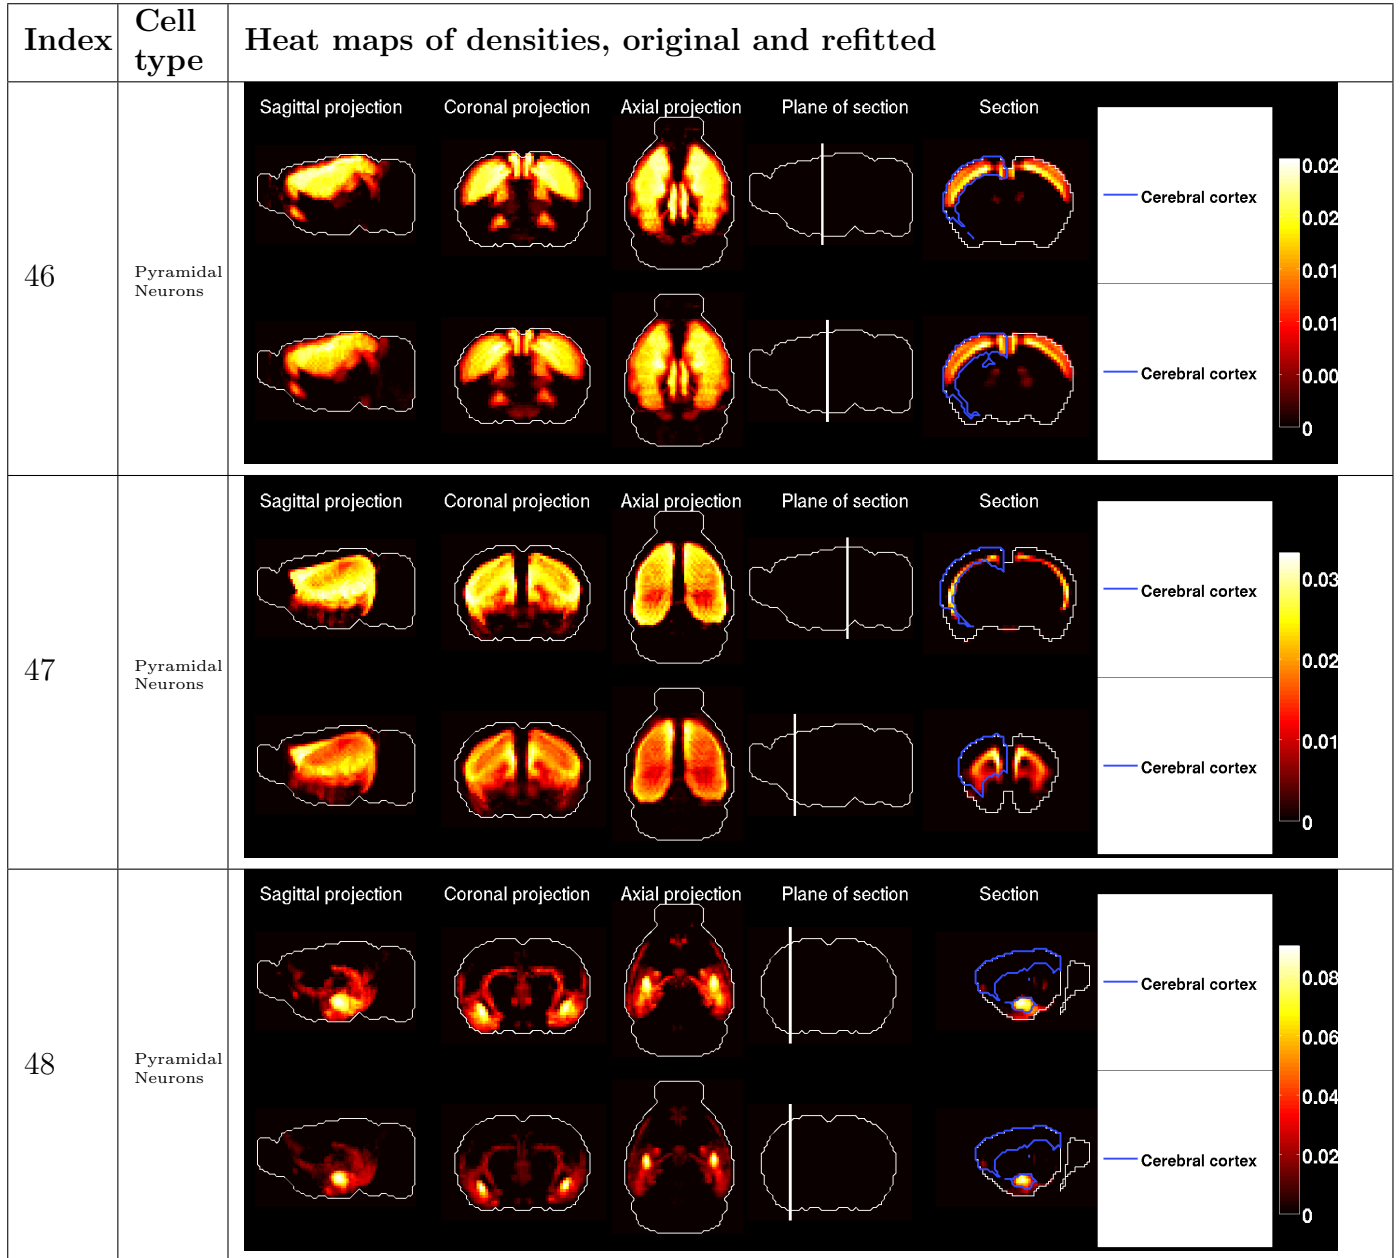 Index
Cell
type
Heat maps of densities, original and refitted
46
Pyramidal
Neurons
Sagittal projection
Coronal projection
Axial projection
Plane of section
Section
Cerebral cortex
Cerebral cortex
0.02
0.02
0.01
0.01
0.00
0
47
Pyramidal
Neurons
Sagittal projection
Coronal projection
Axial projection
Plane of section
Section
Cerebral cortex
Cerebral cortex
0.03
0.02
0.01
0
48
Pyramidal
Neurons
Sagittal projection
Coronal projection
Axial projection
Plane of section
Section
Cerebral cortex
Cerebral cortex
0.08
0.06
0.04
0.02
0